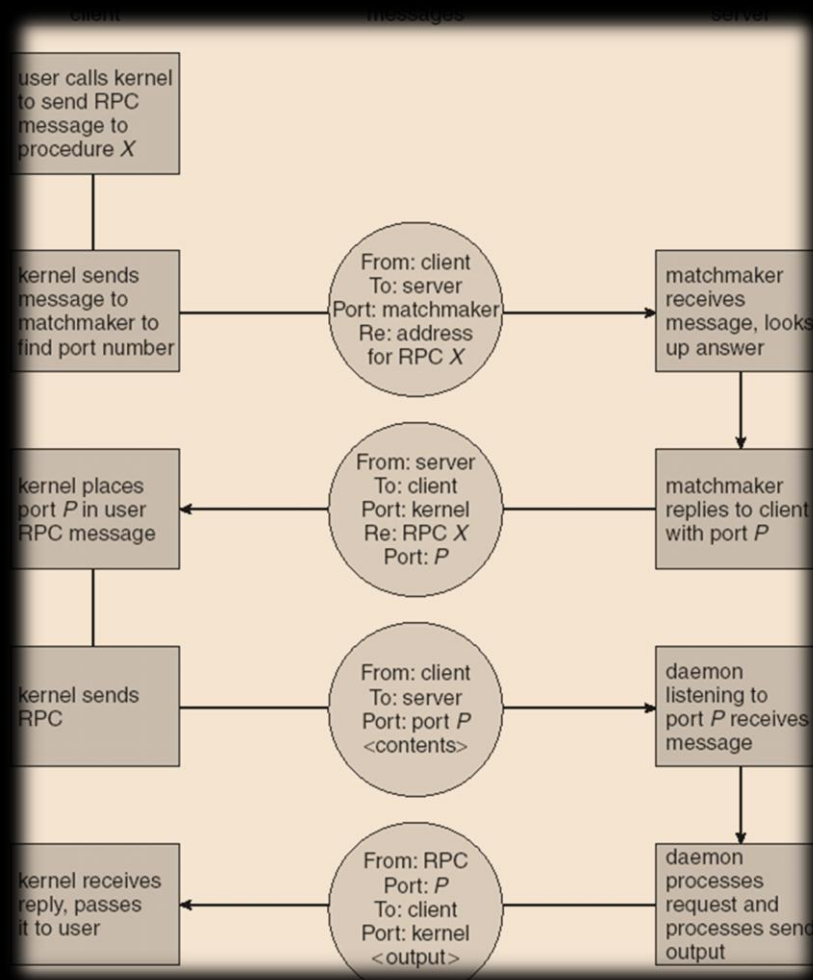 client
messages
server
user calls kernel
to send RPC
message to
procedure X
kernel sends
message to
matchmaker to
find port number
From: client
To: server
Port: matchmaker
Re: address
for RPC X
matchmaker
receives
message, looks
up answer
kernel places
port P in user
RPC message
From: server
To: client
Port: kernel
Re: RPC X
Port: P
matchmaker
replies to client
with port P
kernel sends
RPC
From: client
To: server
Port: port P
<contents>
daemon
listening to
port P receives
message
kernel receives
reply, passes
it to user
From: RPC
Port: P
To: client
Port: kernel
<output>
daemon
processes
request and
processes send
output